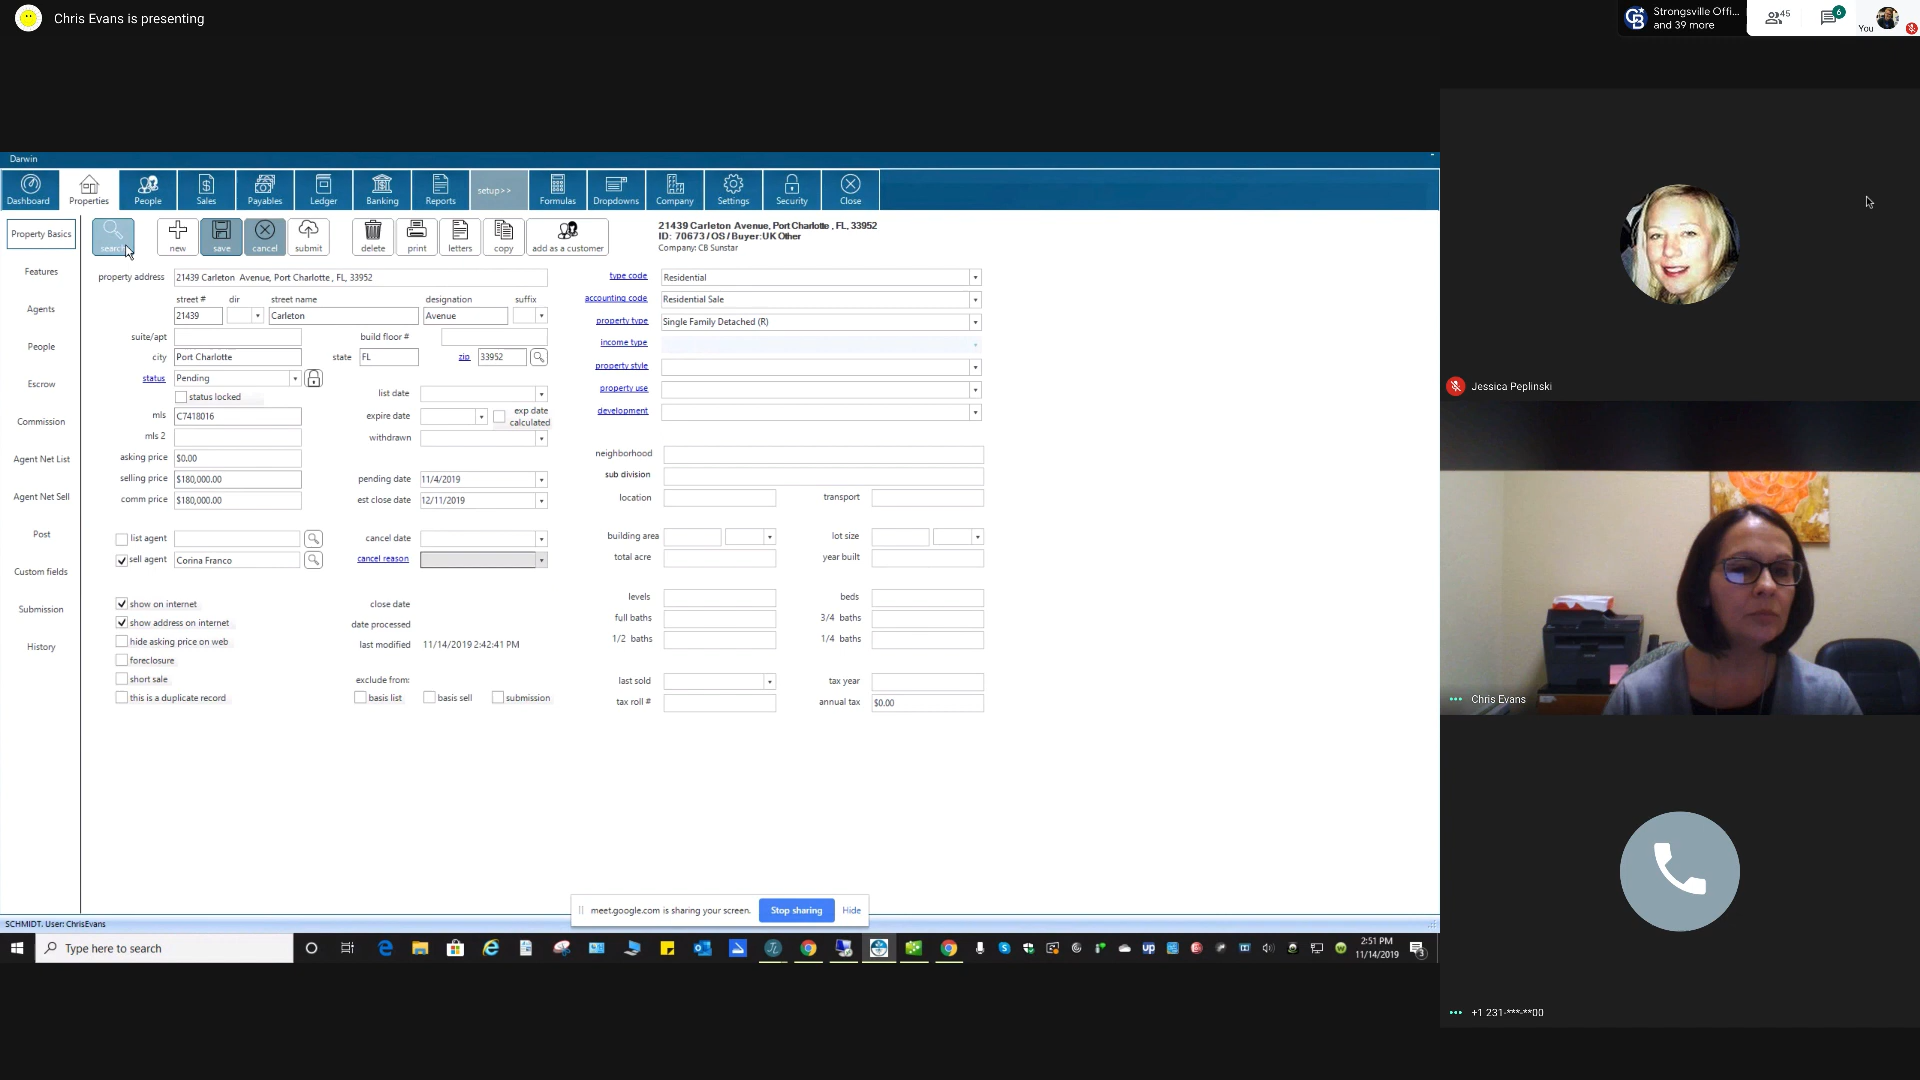 Chris Evans is presenting
Strongsville Offi...
and 39 more
45
6
You
Darwin
Dashboard
Properties
People
Sales
Payables
Ledger
Banking
Reports
setup>>
Formulas
Dropdowns
Company
Settings
Security
Close
Property Basics
Features
Agents
People
Escrow
Commission
Agent Net List
Agent Net Sell
Post
Custom fields
Submission
History
search
new
save
cancel
submit
delete
print
letters
copy
add as a customer
21439 Carleton Avenue, Port Charlotte , FL, 33952
ID: 70673 / OS / Buyer:UK Other
Company: CB Sunstar
property address 21439 Carleton Avenue, Port Charlotte , FL, 33952
street # dir street name designation suffix
21439 Carleton Avenue
suite/apt build floor #
city Port Charlotte state FL zip 33952
status Pending
status locked
list date
mls C7418016
expire date
exp date
calculated
mls 2
withdrawn
asking price $0.00
selling price $180,000.00
pending date 11/4/2019
comm price $180,000.00
est close date 12/11/2019
list agent
cancel date
sell agent Corina Franco
cancel reason
show on internet
close date
show address on internet
date processed
hide asking price on web
last modified 11/14/2019 2:42:41 PM
foreclosure
short sale
exclude from:
this is a duplicate record
basis list basis sell submission
type code Residential
accounting code Residential Sale
property type Single Family Detached (R)
income type
property style
property use
development
neighborhood
sub division
location transport
building area lot size
total acre year built
levels beds
full baths 3/4 baths
1/2 baths 1/4 baths
last sold tax year
tax roll # annual tax $0.00
meet.google.com is sharing your screen. Stop sharing Hide
SCHMIDT. User: ChrisEvans
Type here to search
up
2:51 PM
11/14/2019
3
Jessica Peplinski
Chris Evans
+1 231-***-**00